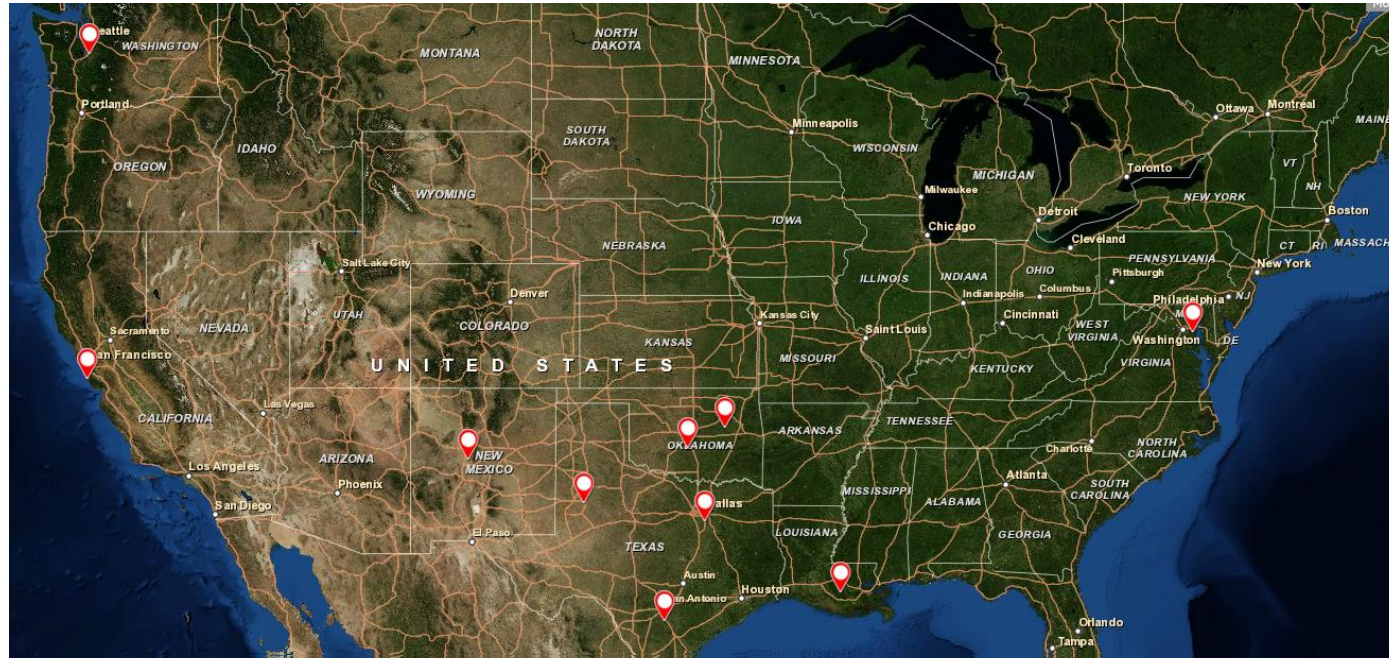 eattle
WASHINGTON
MONTANA
NORTH
DAKOTA
MINNESOTA
Ottawa
Montreal
MAINE
Portland
OREGON
IDAHO
SOUTH
DAKOTA
Minneapolis
WISCONSIN
MICHIGAN
Toronto
VT
NH
WYOMING
Milwaukee
NEW YORK
Boston
IOWA
Detroit
Chicago
Cleveland
CT
RI
MASSACH
NEBRASKA
Salt Lake City
PENNSYLVANIA
New York
ILLINOIS
INDIANA
OHIO
Pittsburgh
Denver
Indianapolis
Columbus
Philadelphia
NJ
UTAH
Sacramento
NEVADA
COLORADO
Kansas City
Saint Louis
Cincinnati
WEST
VIRGINIA
Washington
DE
KANSAS
an Francisco
MISSOURI
VIRGINIA
UNITED STATES
KENTUCKY
Las Vegas
CALIFORNIA
TENNESSEE
ARKANSAS
OKLAHOMA
Charlotte
NORTH
CAROLINA
ARIZONA
NEW
MEXICO
Los Angeles
Atlanta
Phoenix
SOUTH
CAROLINA
MISSISSIPPI
ALABAMA
San Diego
allas
El Paso
LOUISIANA
GEORGIA
TEXAS
Austin
Houston
an Antonio
Orlando
Tampa